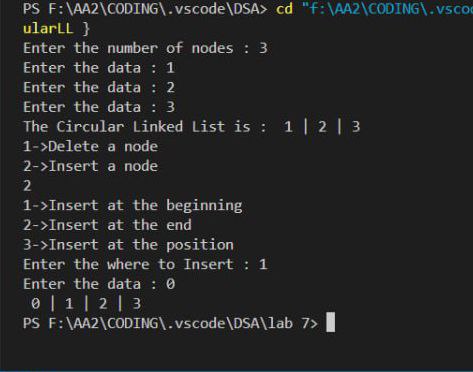 PS F:\AA2\CODING\.vscode\DSA> cd "f:\AA2\CODING\.vsco
ularLL }
Enter the number of nodes : 3
Enter the data : 1
Enter the data : 2
Enter the data : 3
The Circular Linked List is :  1 | 2 | 3
1->Delete a node
2->Insert a node
2
1->Insert at the beginning
2->Insert at the end
3->Insert at the position
Enter the where to Insert : 1
Enter the data : 0
 0 | 1 | 2 | 3
PS F:\AA2\CODING\.vscode\DSA\lab 7>